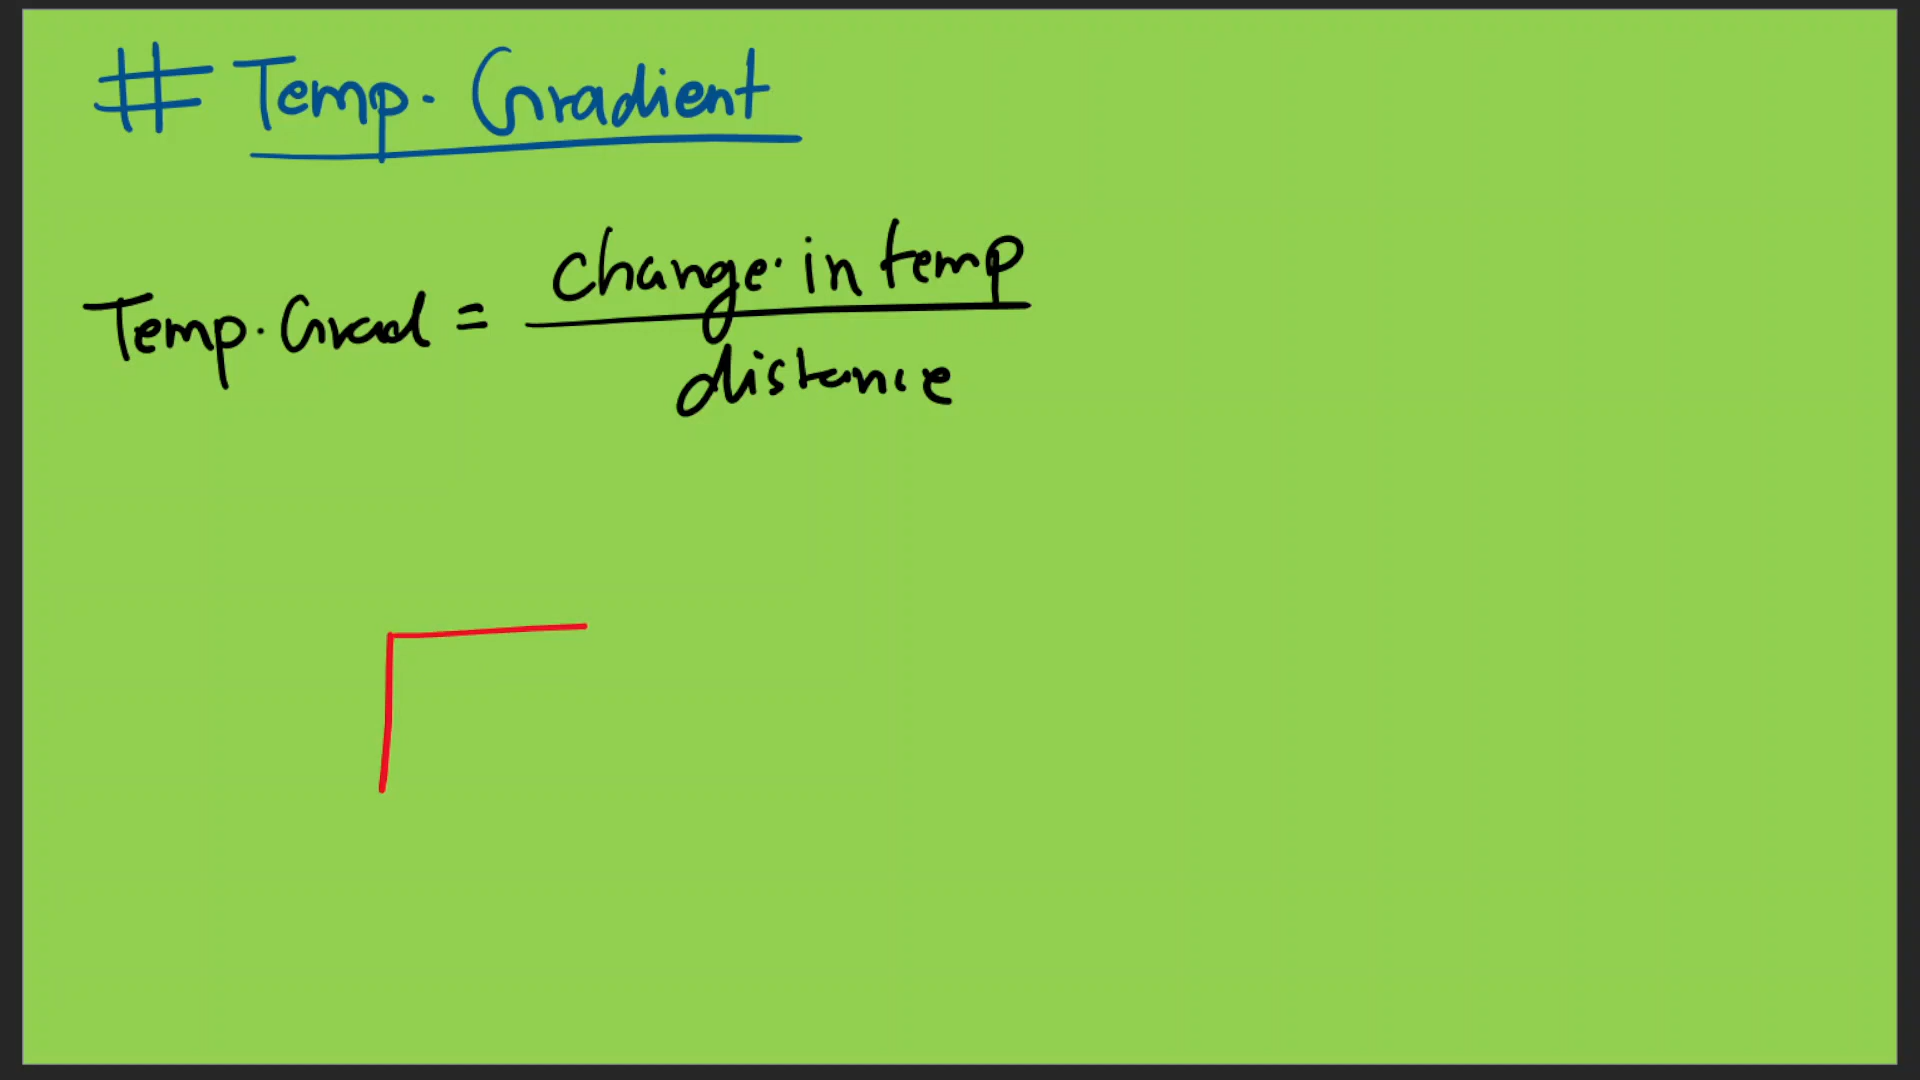 # Temp. Gradient
Temp. Grad = change. in temp
distance